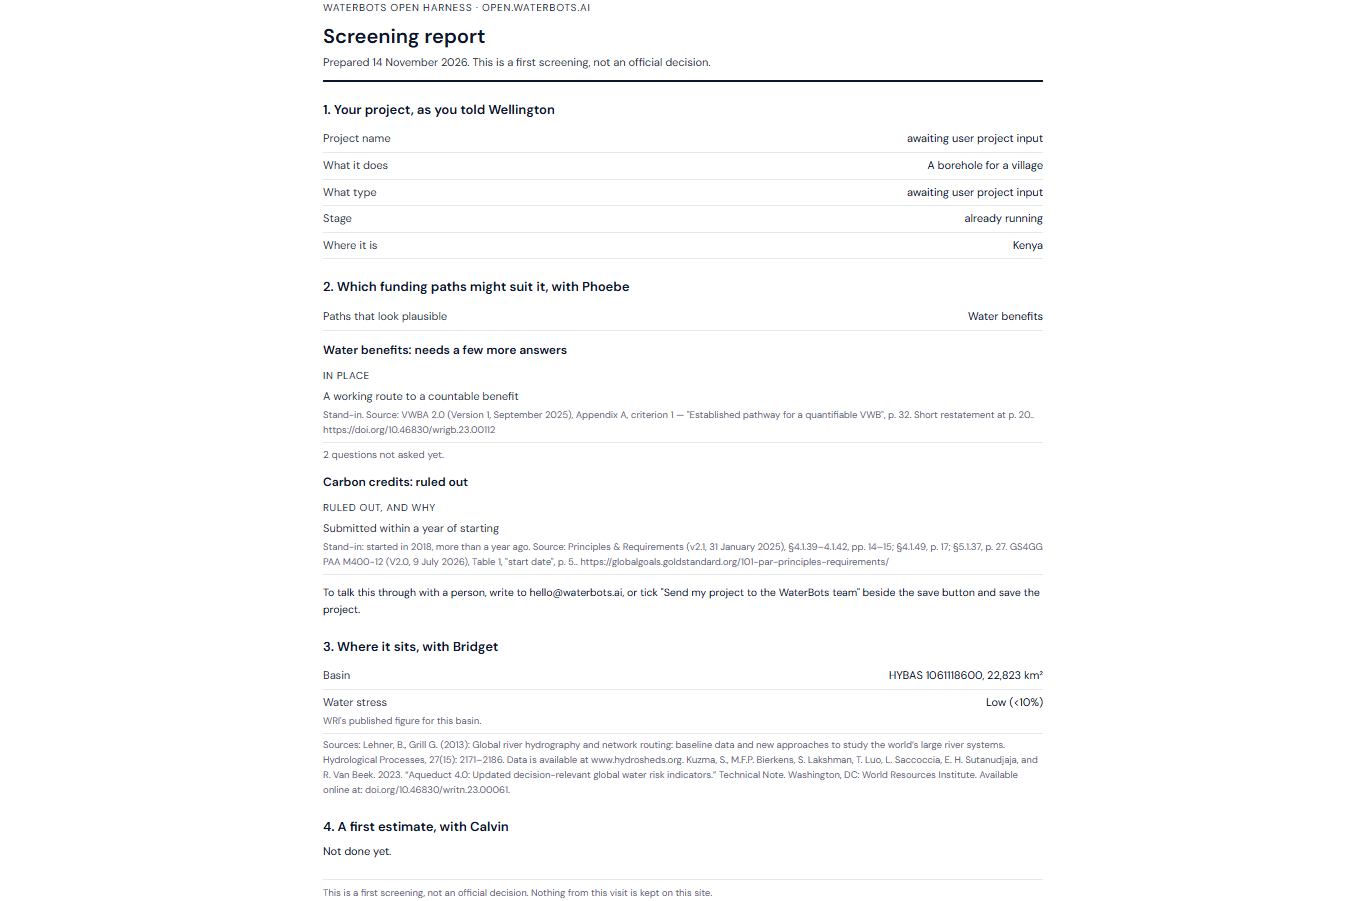 WATERBOTS OPEN HARNESS · OPEN.WATERBOTS.AI
Screening report
Prepared 14 November 2026. This is a first screening, not an official decision.
1. Your project, as you told Wellington
Project name awaiting user project input
What it does A borehole for a village
What type awaiting user project input
Stage already running
Where it is Kenya
2. Which funding paths might suit it, with Phoebe
Paths that look plausible Water benefits
Water benefits: needs a few more answers
IN PLACE
A working route to a countable benefit
Stand-in. Source: VWBA 2.0 (Version 1, September 2025), Appendix A, criterion 1 — "Established pathway for a quantifiable VWB", p. 32. Short restatement at p. 20..
https://doi.org/10.46830/wrigb.23.00112
2 questions not asked yet.
Carbon credits: ruled out
RULED OUT, AND WHY
Submitted within a year of starting
Stand-in: started in 2018, more than a year ago. Source: Principles & Requirements (v2.1, 31 January 2025), §4.1.39–4.1.42, pp. 14–15; §4.1.49, p. 17; §5.1.37, p. 27. GS4GG
PAA M400-12 (V2.0, 9 July 2026), Table 1, "start date", p. 5.. https://globalgoals.goldstandard.org/101-par-principles-requirements/
To talk this through with a person, write to hello@waterbots.ai, or tick "Send my project to the WaterBots team" beside the save button and save the
project.
3. Where it sits, with Bridget
Basin HYBAS 1061118600, 22,823 km²
Water stress Low (<10%)
WRI's published figure for this basin.
Sources: Lehner, B., Grill G. (2013): Global river hydrography and network routing: baseline data and new approaches to study the world's large river systems.
Hydrological Processes, 27(15): 2171–2186. Data is available at www.hydrosheds.org. Kuzma, S., M.F.P. Bierkens, S. Lakshman, T. Luo, L. Saccoccia, E. H. Sutanudjaja, and
R. Van Beek. 2023. “Aqueduct 4.0: Updated decision-relevant global water risk indicators.” Technical Note. Washington, DC: World Resources Institute. Available
online at: doi.org/10.46830/writn.23.00061.
4. A first estimate, with Calvin
Not done yet.
This is a first screening, not an official decision. Nothing from this visit is kept on this site.